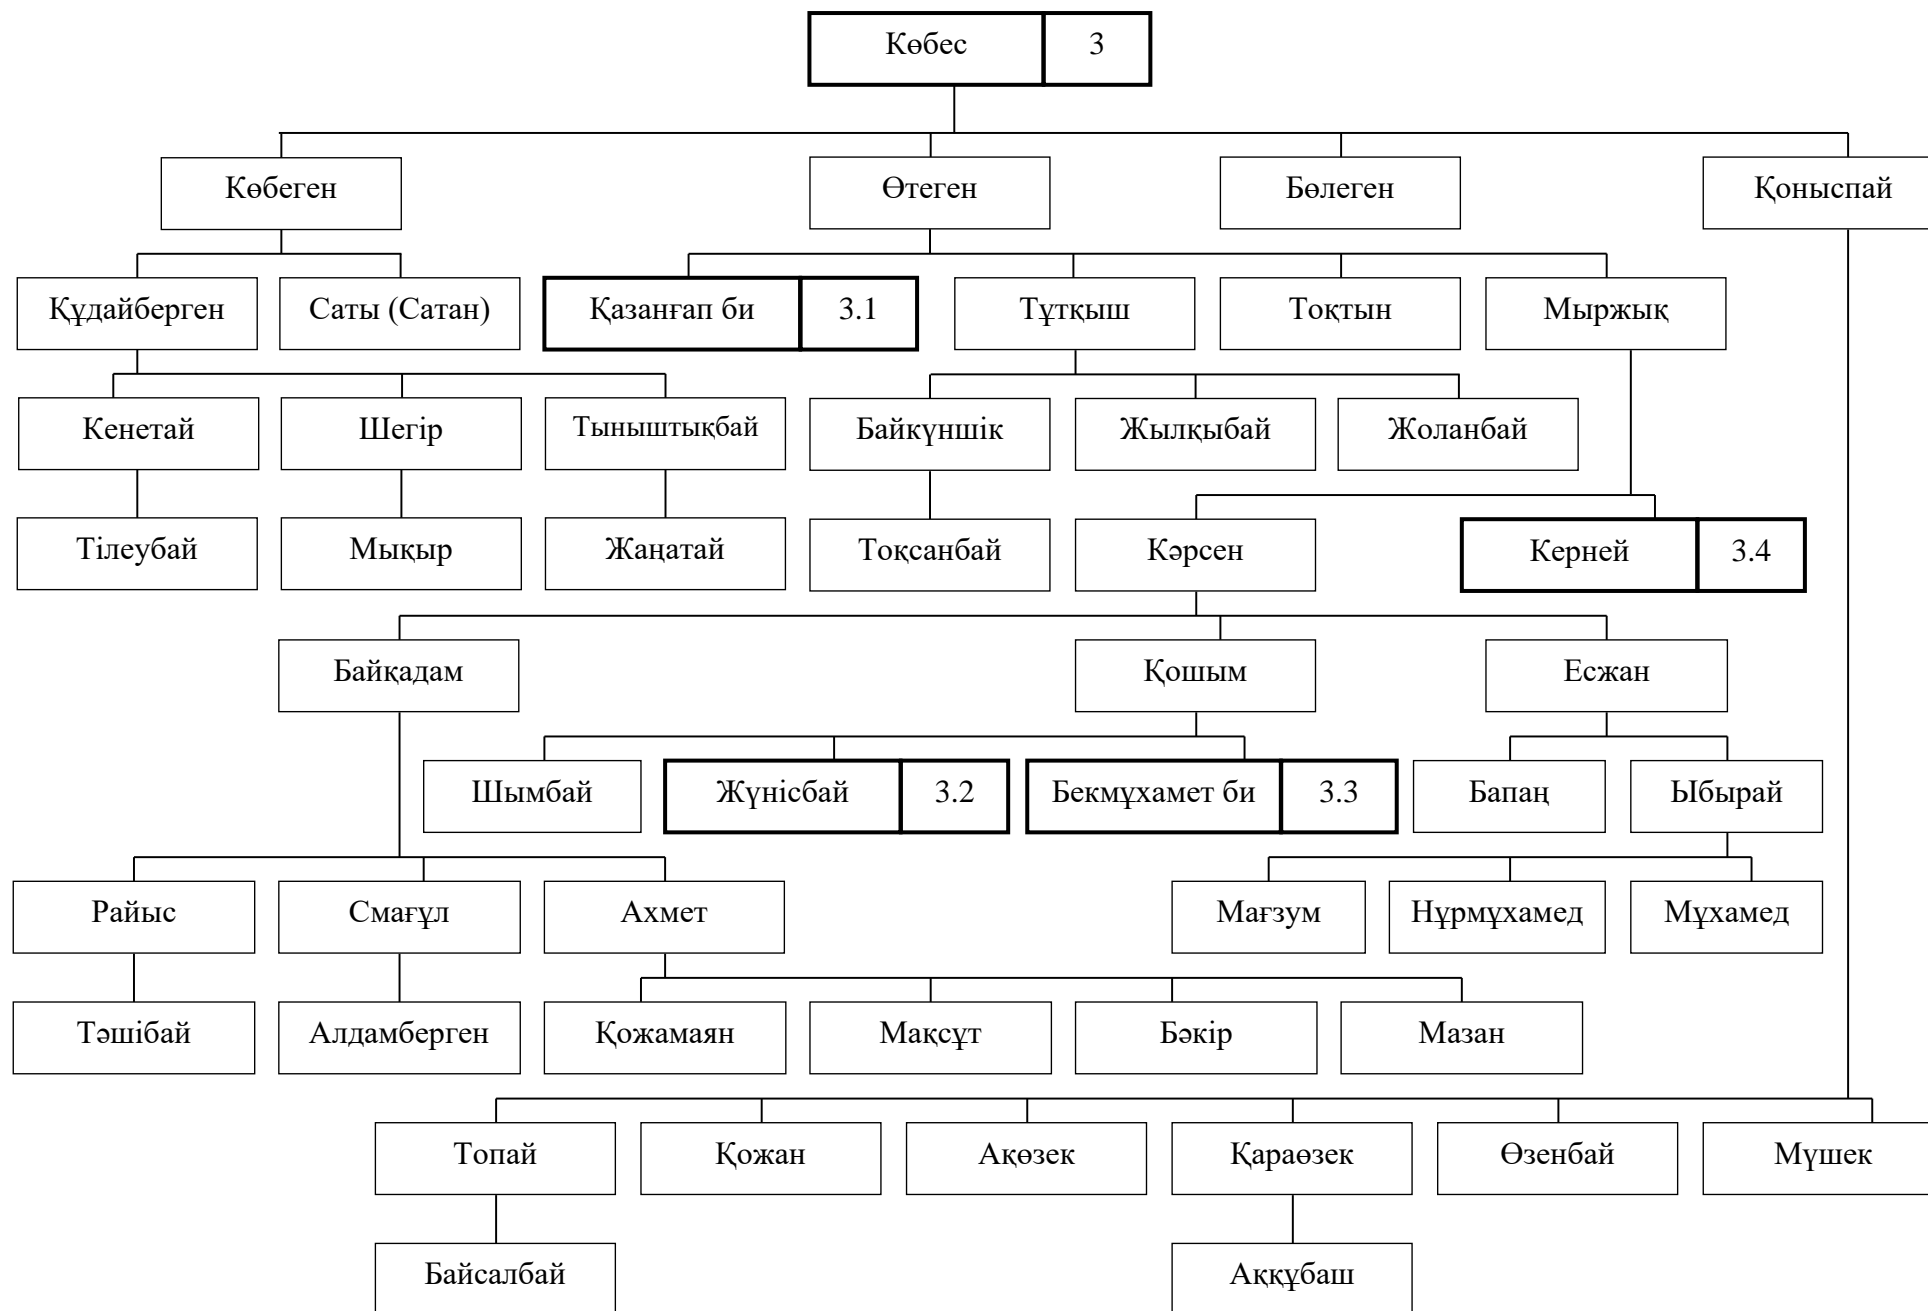 Көбес 3
Көбеген Өтеген Бөлеген Қоныспай
Құдайберген Саты (Сатан) Қазанғап би 3.1 Тұтқыш Тоқтын Мыржық
Кенетай Шегір Тыныштықбай Байкүншік Жылқыбай Жоланбай
Тілеубай Мықыр Жаңатай Тоқсанбай Кәрсен Керней 3.4
Байқадам Қошым Есжан
Шымбай Жүнісбай 3.2 Бекмұхамет би 3.3 Бапаң Ыбырай
Райыс Смағұл Ахмет Мағзум Нұрмұхамед Мұхамед
Тәшібай Алдамберген Қожамаян Мақсұт Бәкір Мазан
Топай Қожан Ақөзек Қараөзек Өзенбай Мүшек
Байсалбай Аққұбаш